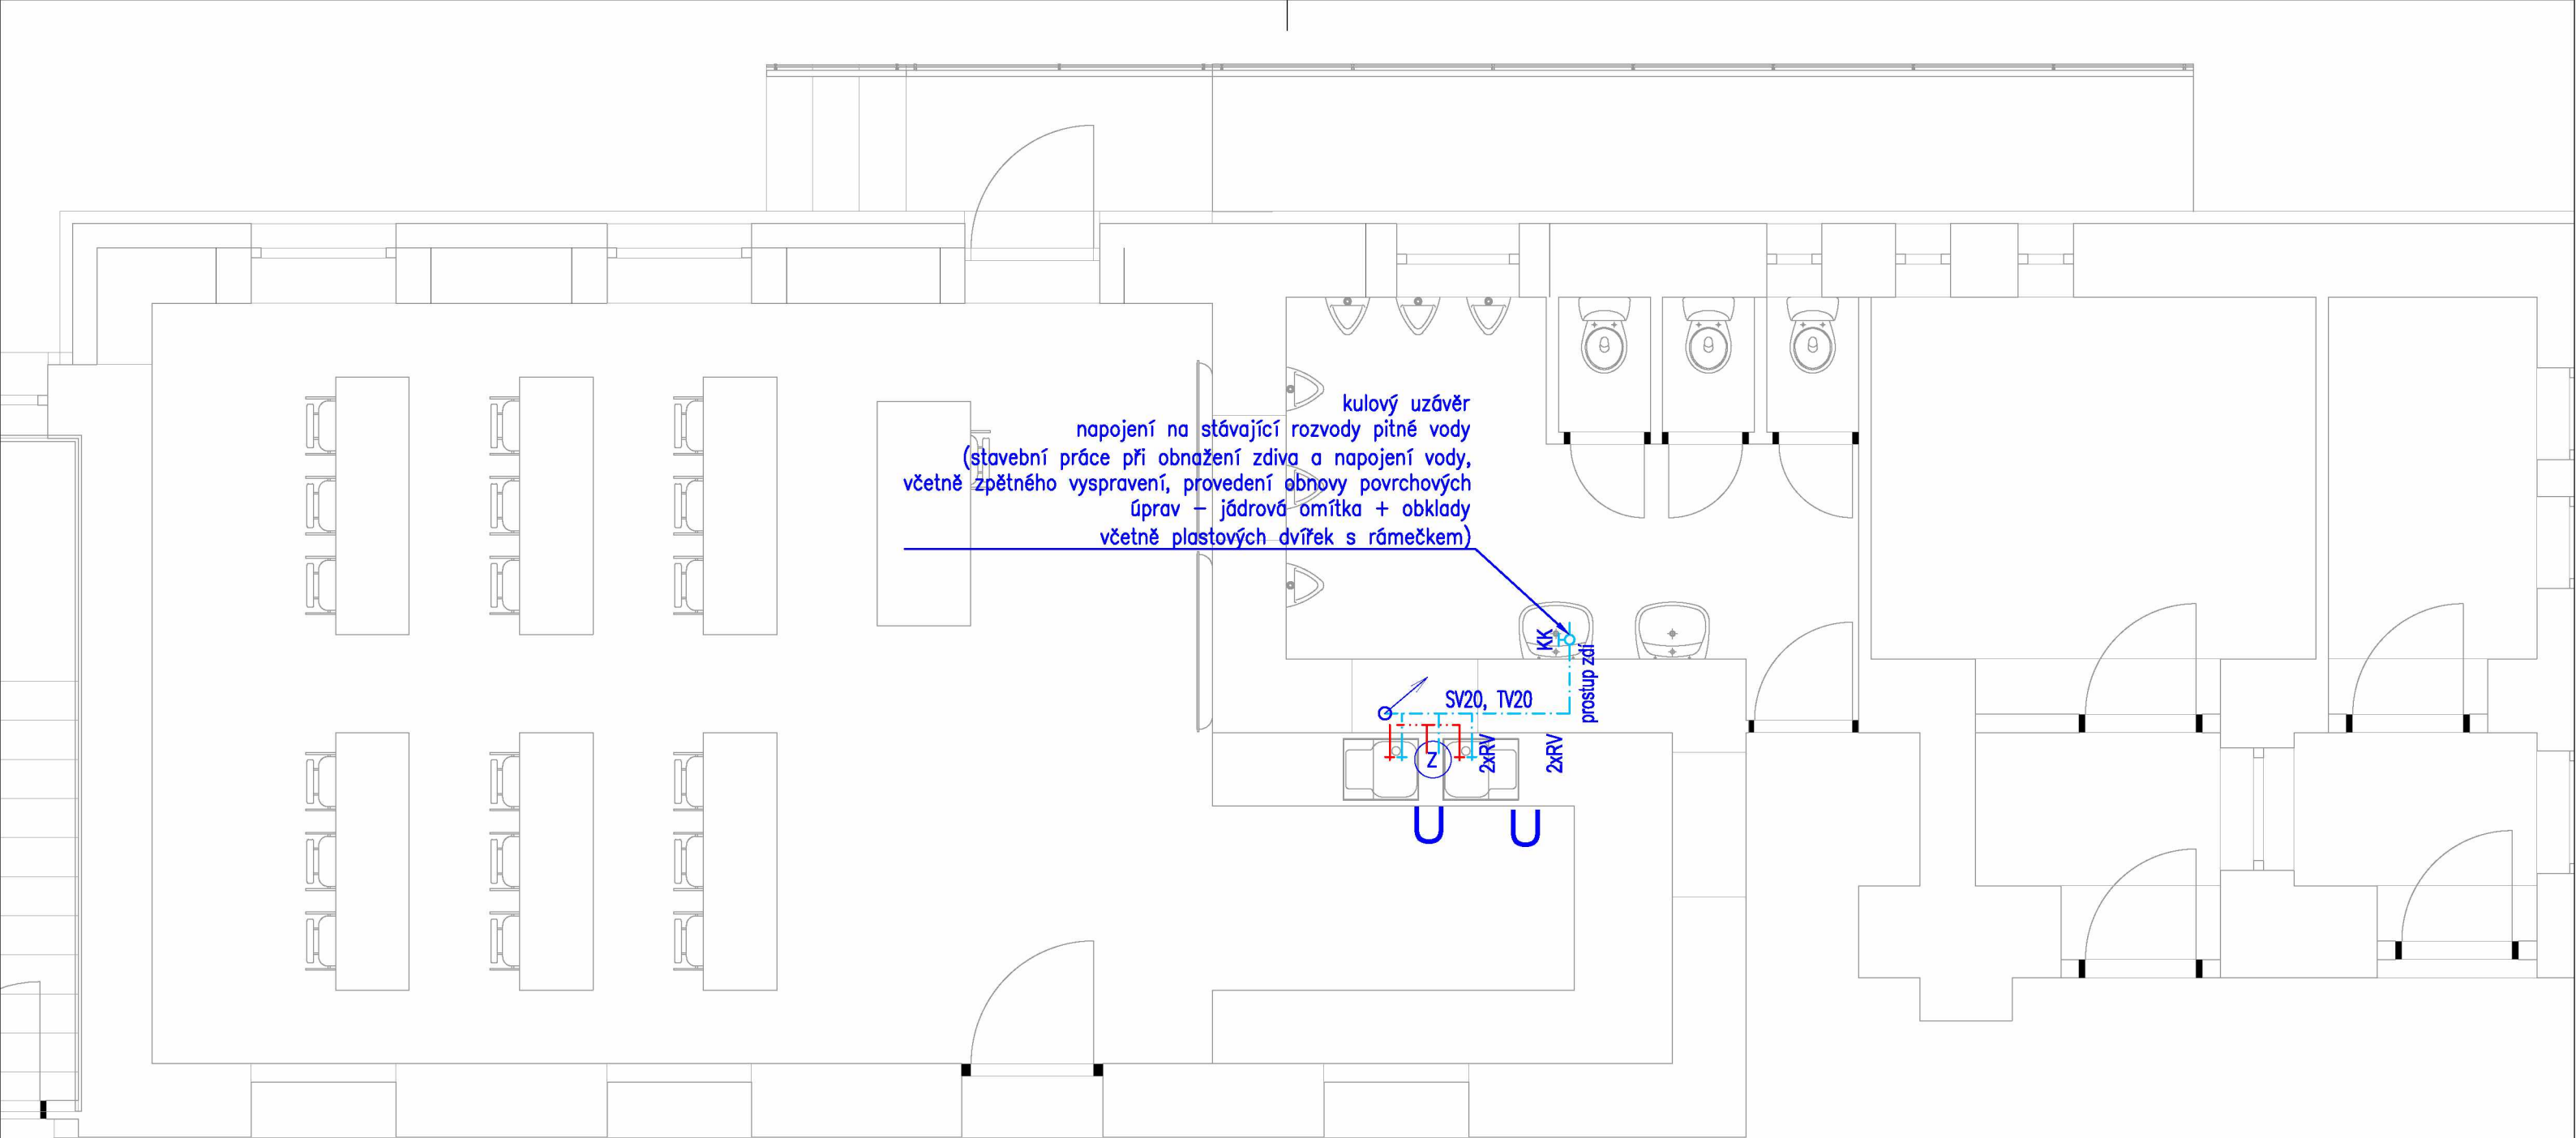 kulový uzávěr
napojení na stávající rozvody pitné vody
(stavební práce při obnažení zdiva a napojení vody,
včetně zpětného vyspravení, provedení obnovy povrchových
úprav – jádrová omítka + obklady
včetně plastových dvířek s rámečkem)
KK
prostup zdí
SV20, TV20
Z
2xRV
2xRV
U
U